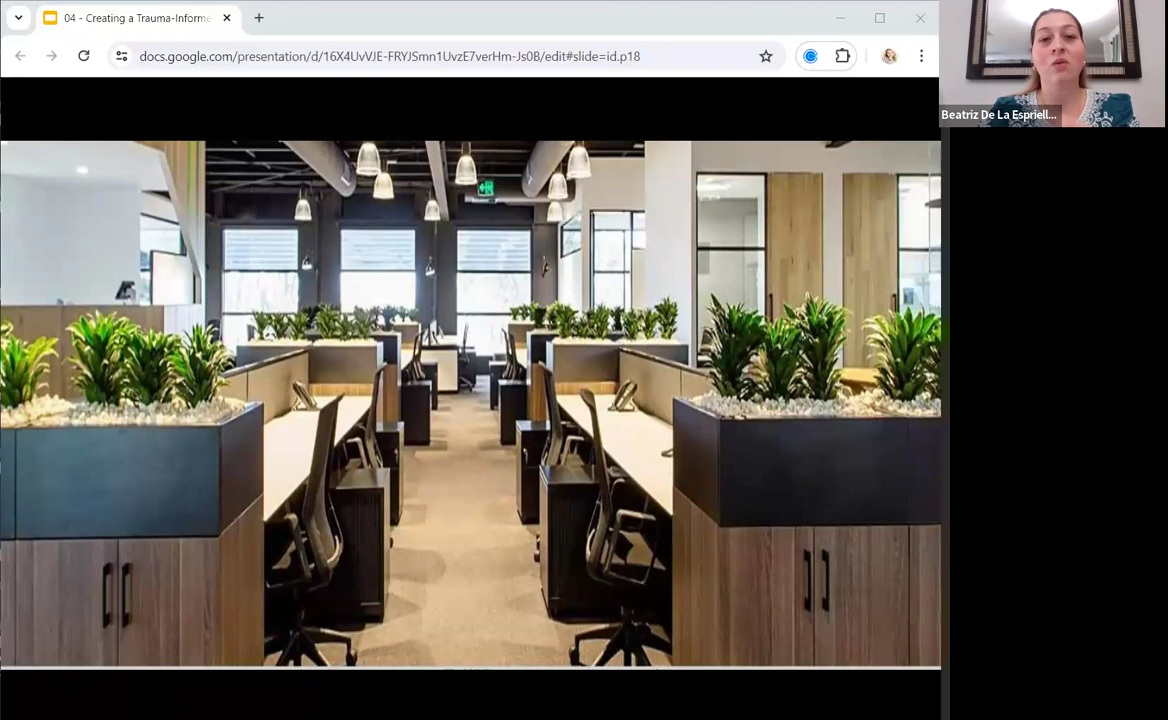 04 - Creating a Trauma-Informe
docs.google.com/presentation/d/16X4UvVJE-FRYJSmn1UvzE7verHm-Js0B/edit#slide=id.p18
Beatriz De La Espriell...